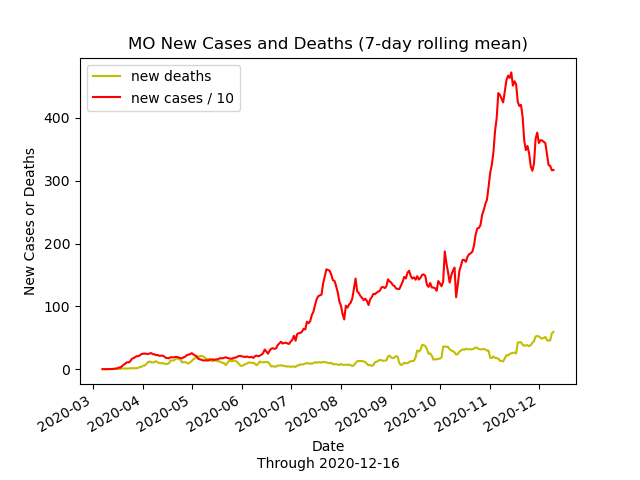 MO New Cases and Deaths (7-day rolling mean)
new deaths
new cases / 10
New Cases or Deaths
400
300
200
100
0
2020-03
2020-04
2020-05
2020-06
2020-07
2020-08
2020-09
2020-10
2020-11
2020-12
Date
Through 2020-12-16